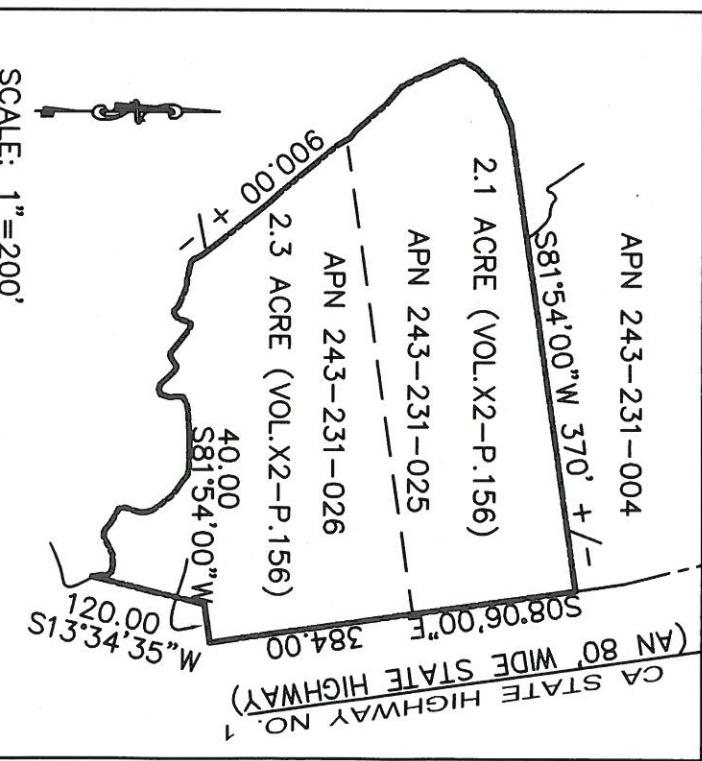 APN 243-231-004
S81°54'00"W 370' +/-
2.1 ACRE (VOL.X2-P.156)
APN 243-231-025
APN 243-231-026
2.3 ACRE (VOL.X2-P.156)
900.00
+
-
40.00
S81°54'00"W
120.00
S13°34'35"W
S08°06'00"E
384.00
CA STATE HIGHWAY NO. 1
(AN 80' WIDE STATE HIGHWAY)
SCALE: 1"=200'